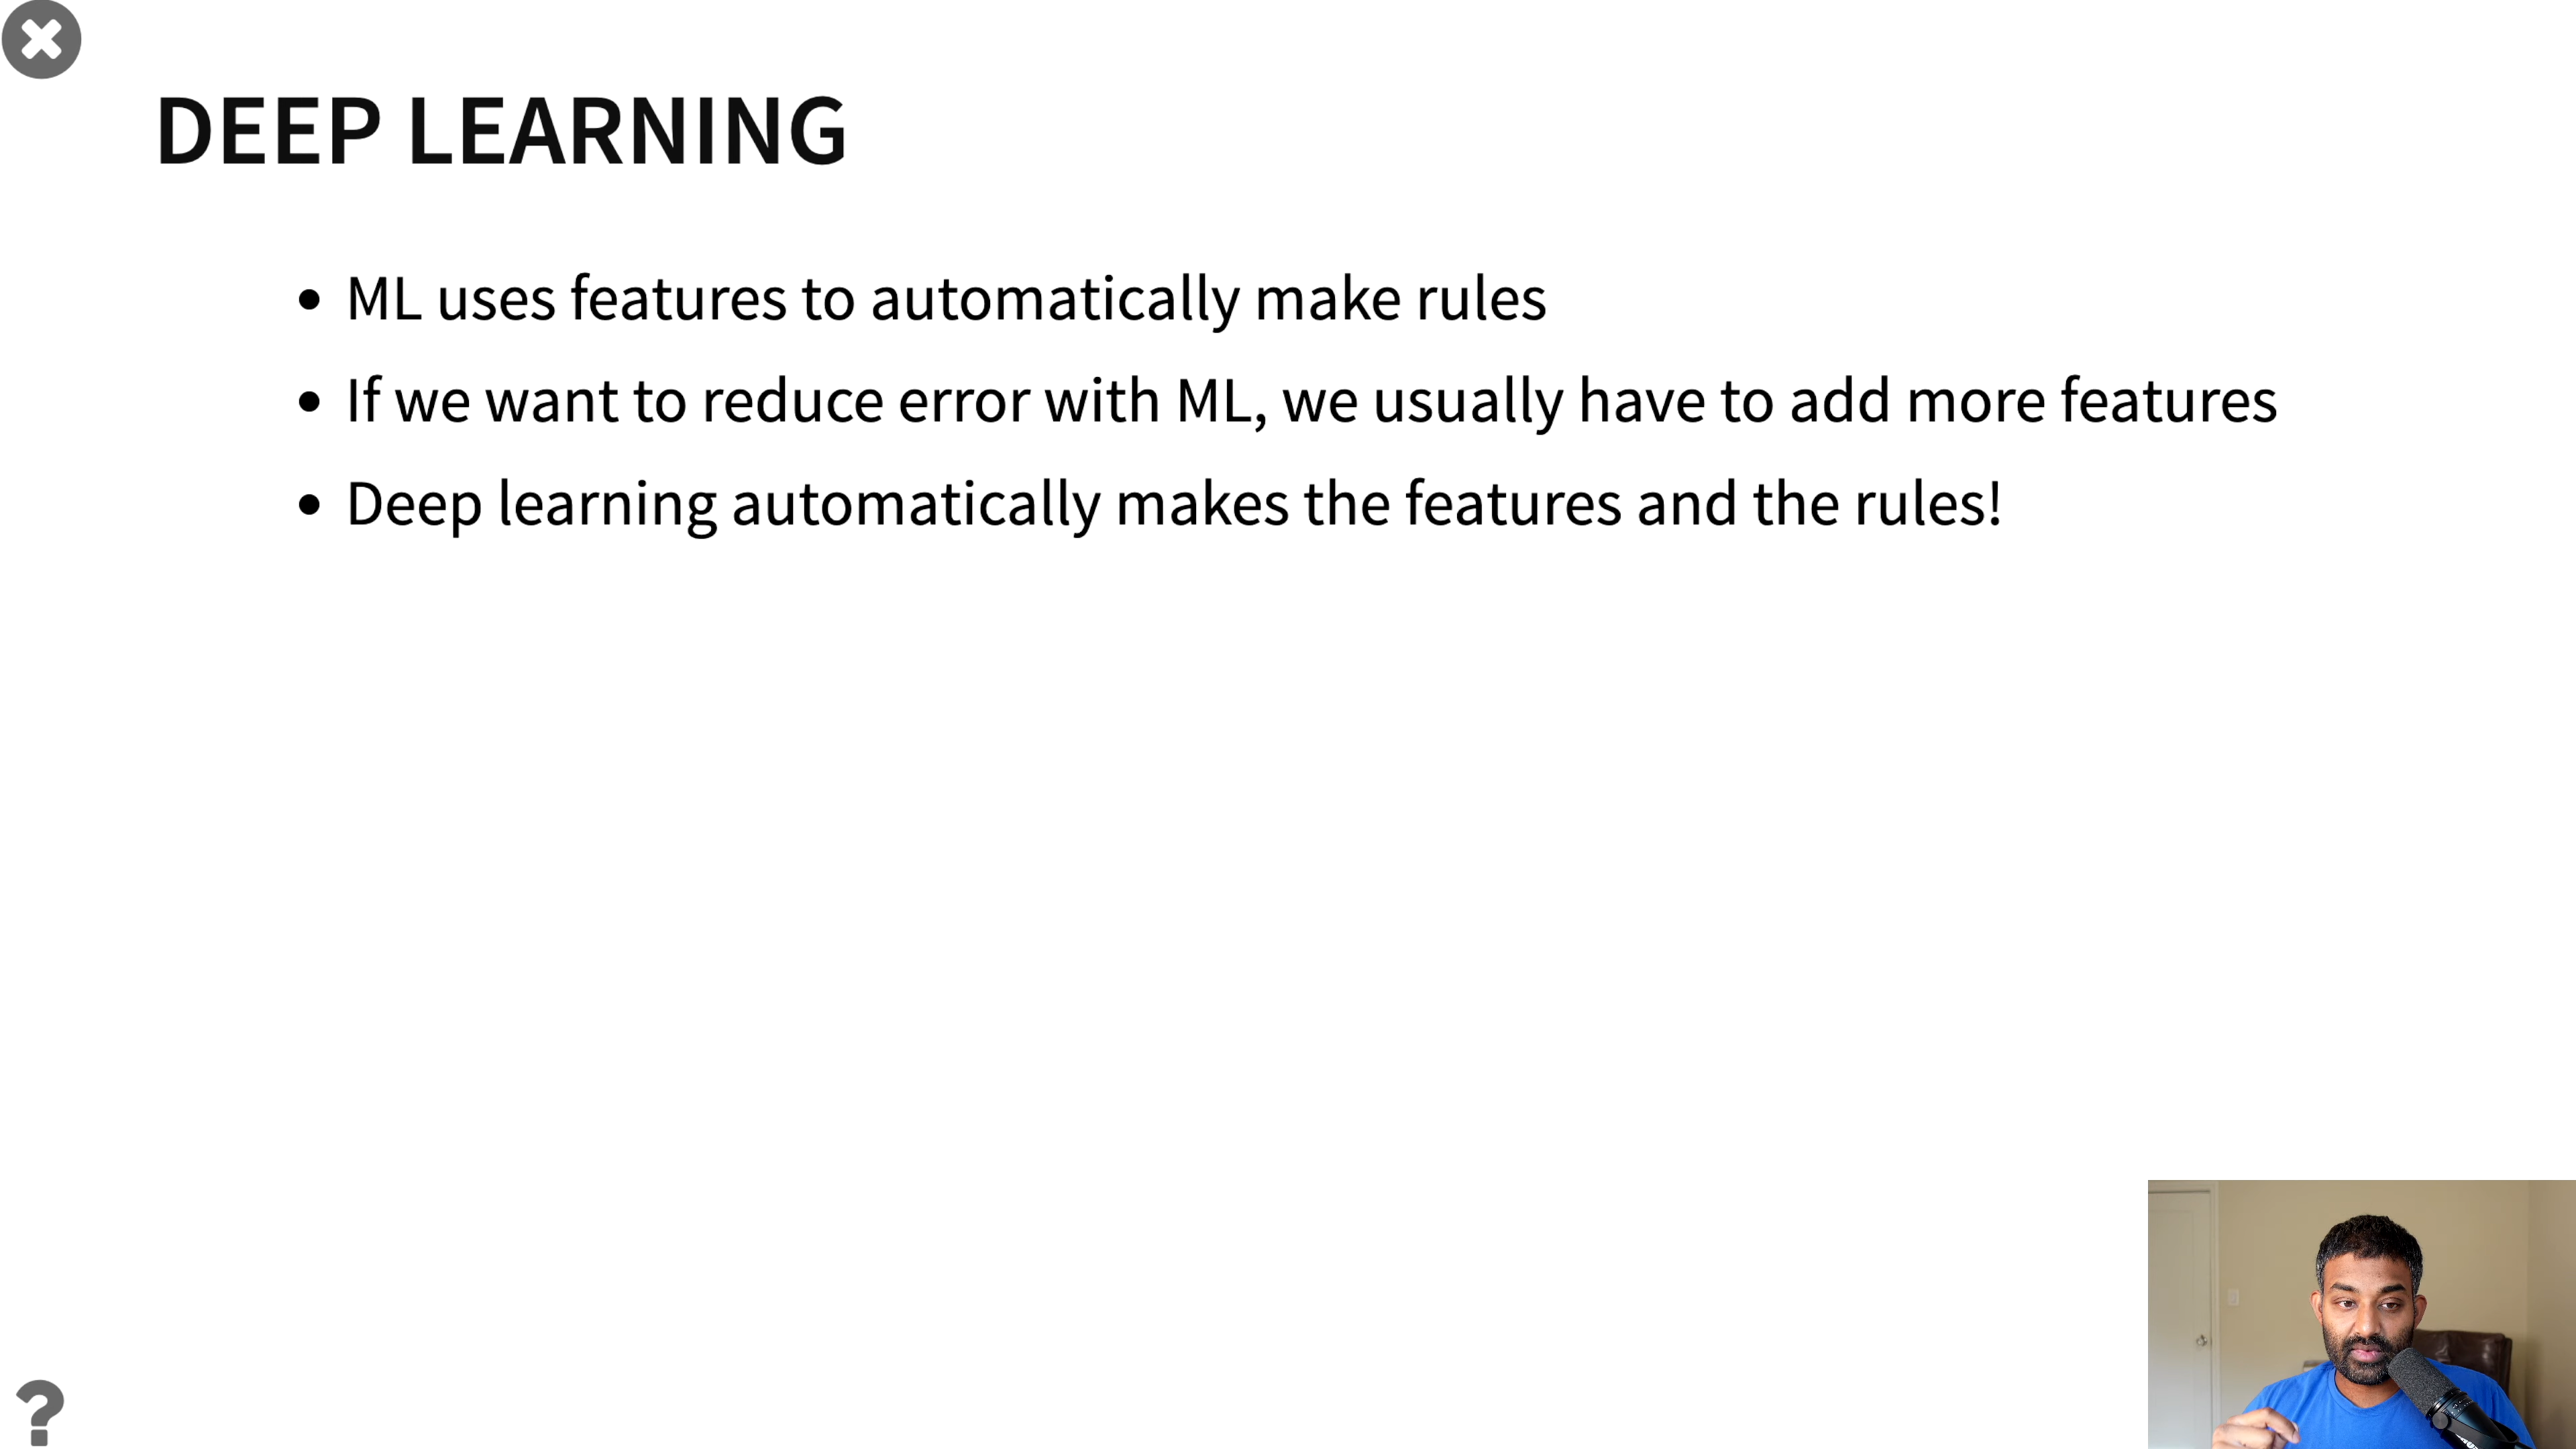 DEEP LEARNING
• ML uses features to automatically make rules
• If we want to reduce error with ML, we usually have to add more features
• Deep learning automatically makes the features and the rules!
?